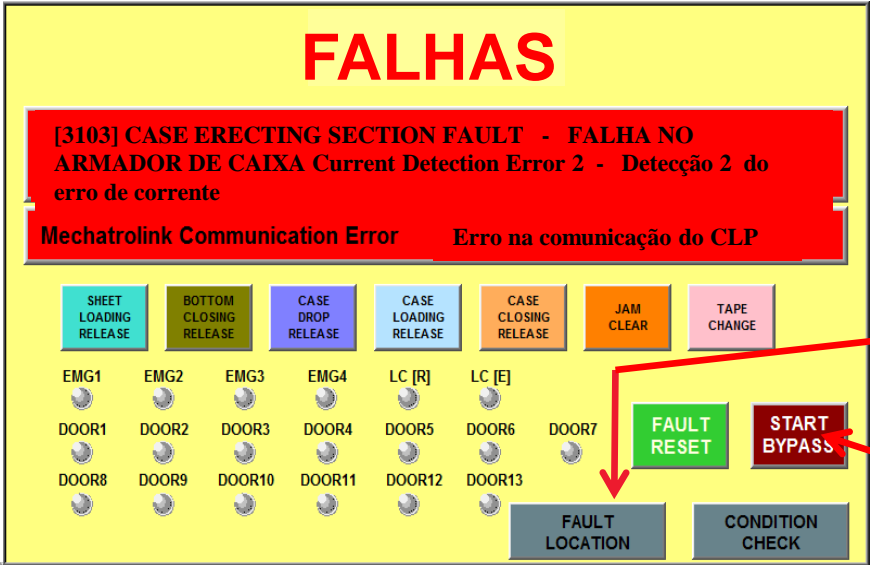 FALHAS
[3103] CASE ERECTING SECTION FAULT - FALHA NO
ARMADOR DE CAIXA Current Detection Error 2 - Detecção 2 do
erro de corrente
Mechatrolink Communication Error Erro na comunicação do CLP
SHEET
LOADING
RELEASE
BOTTOM
CLOSING
RELEASE
CASE
DROP
RELEASE
CASE
LOADING
RELEASE
CASE
CLOSING
RELEASE
JAM
CLEAR
TAPE
CHANGE
EMG1 EMG2 EMG3 EMG4 LC [R] LC [E]
DOOR1 DOOR2 DOOR3 DOOR4 DOOR5 DOOR6 DOOR7
FAULT
RESET
START
BYPASS
DOOR8 DOOR9 DOOR10 DOOR11 DOOR12 DOOR13
FAULT
LOCATION
CONDITION
CHECK